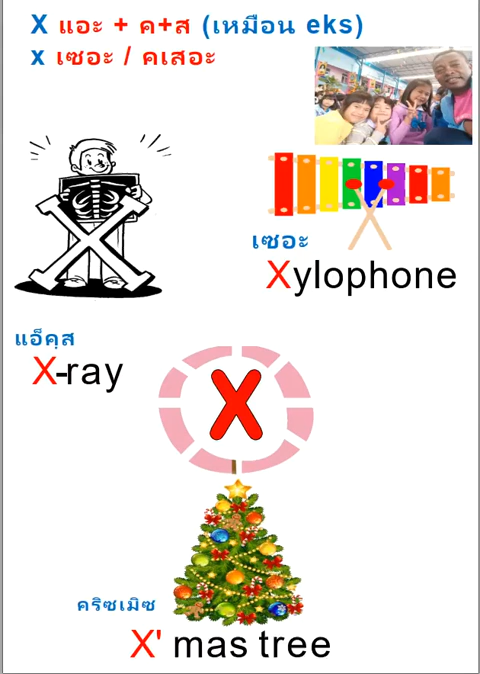 X แอะ + ค+ส (เหมือน eks)
x เซอะ / คเสอะ
เซอะ
Xylophone
แอ็คฺส
X-ray
X
คริซเมิซ
X' mas tree